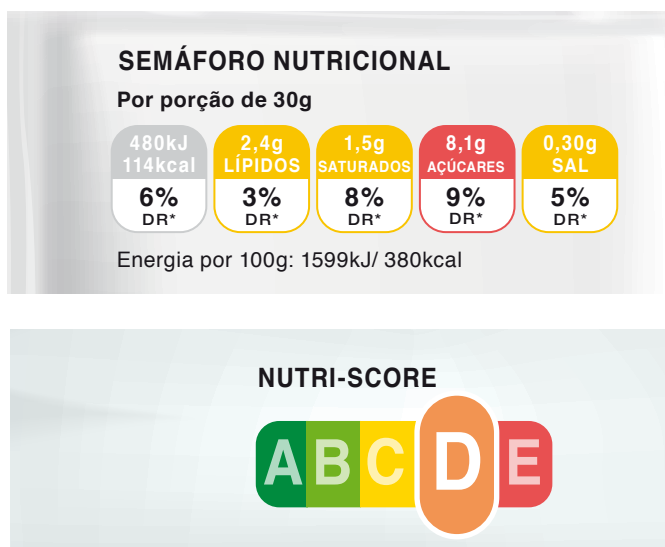 SEMÁFORO NUTRICIONAL
Por porção de 30g
480kJ 2,4g 1,5g 8,1g 0,30g
114kcal LÍPIDOS SATURADOS AÇÚCARES SAL
6% 3% 8% 9% 5%
DR* DR* DR* DR* DR*
Energia por 100g: 1599kJ/ 380kcal
NUTRI-SCORE
A B C D E